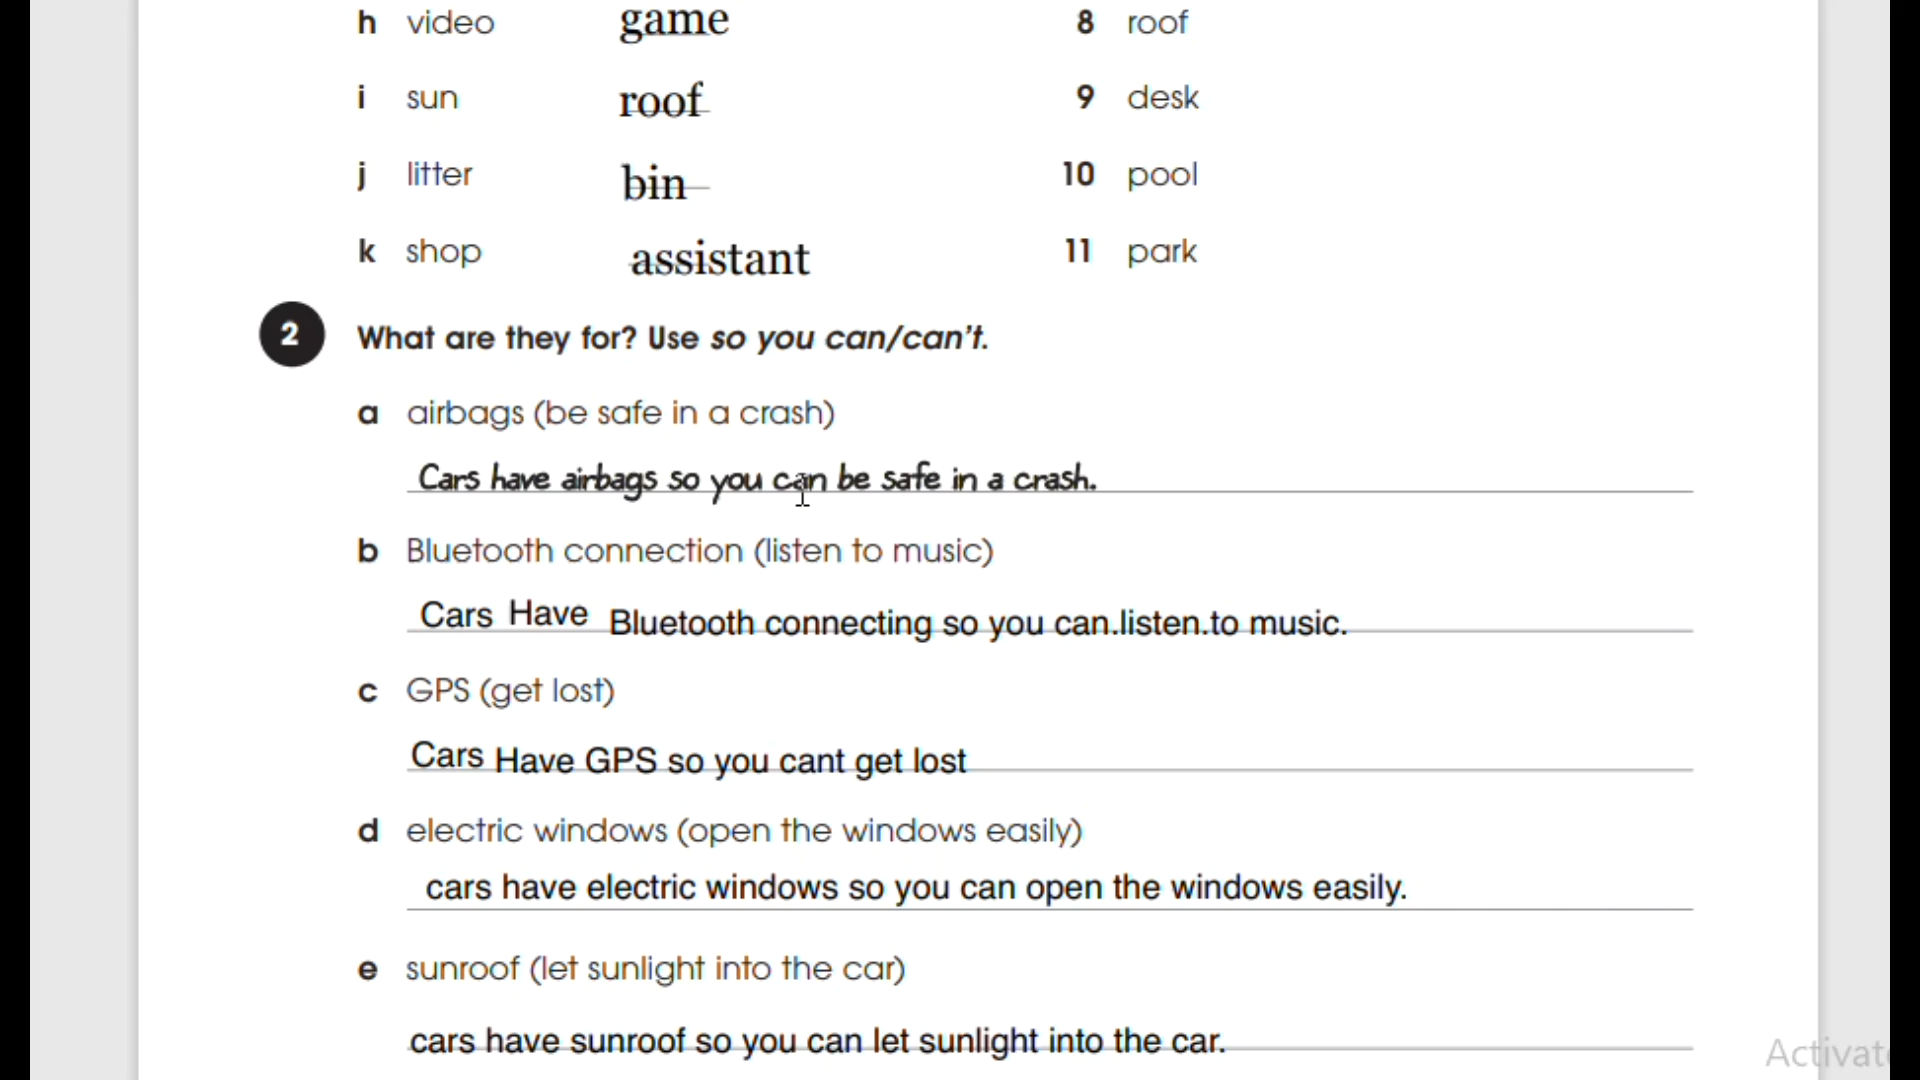 h video game 8 roof
i sun roof 9 desk
j litter bin 10 pool
k shop assistant 11 park
2 What are they for? Use so you can/can't.
a airbags (be safe in a crash)
Cars have airbags so you can be safe in a crash.
b Bluetooth connection (listen to music)
Cars Have Bluetooth connecting so you can.listen.to music.
c GPS (get lost)
Cars Have GPS so you cant get lost
d electric windows (open the windows easily)
cars have electric windows so you can open the windows easily.
e sunroof (let sunlight into the car)
cars have sunroof so you can let sunlight into the car.